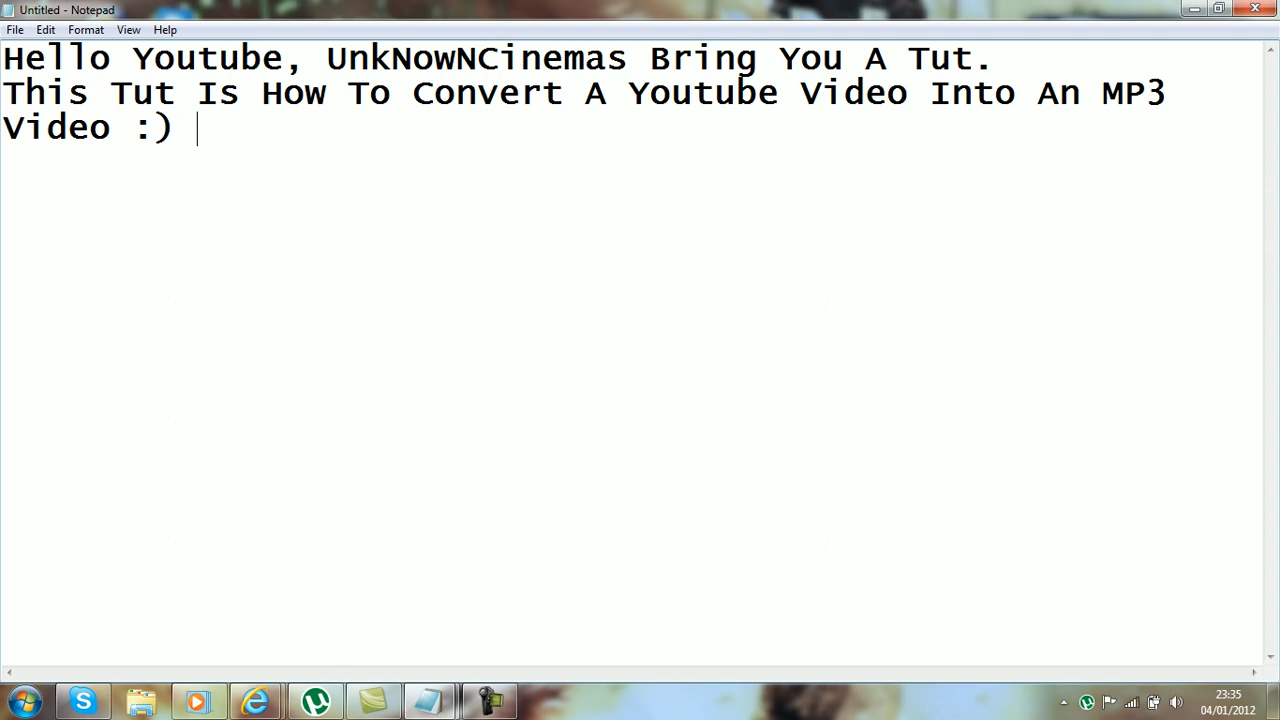 Untitled - Notepad
File Edit Format View Help
Hello Youtube, UnkNowNCinemas Bring You A Tut.
This Tut Is How To Convert A Youtube Video Into An MP3
Video :)
23:35
04/01/2012